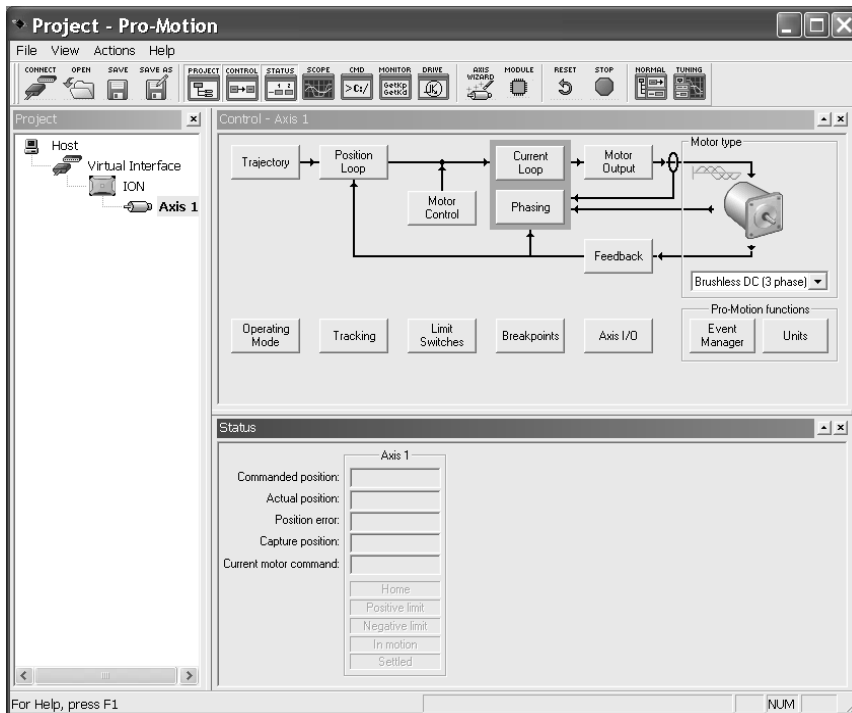 Project - Pro-Motion
File View Actions Help
CONNECT OPEN SAVE SAVE AS PROJECT CONTROL STATUS SCOPE CMD MONITOR DRIVE AXIS WIZARD MODULE RESET STOP NORMAL TUNING
>C:/
GetKp
GetKd
Project
Host
Virtual Interface
ION
Axis 1
Control - Axis 1
Trajectory
Position
Loop
Motor
Control
Current
Loop
Phasing
Motor
Output
Feedback
Motor type
Brushless DC (3 phase)
Operating
Mode
Tracking
Limit
Switches
Breakpoints
Axis I/O
Pro-Motion functions
Event
Manager
Units
Status
Axis 1
Commanded position:
Actual position:
Position error:
Capture position:
Current motor command:
Home
Positive limit
Negative limit
In motion
Settled
For Help, press F1
NUM